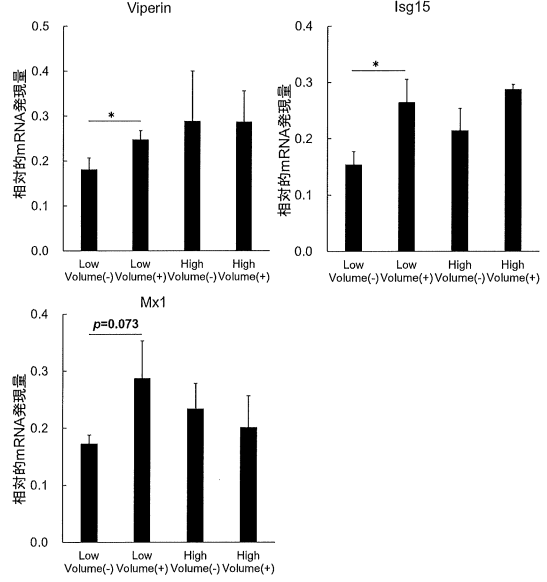 Viperin
0.5
0.4
0.3
0.2
0.1
0.0
相対的mRNA発現量
*
Low Low High High
Volume(-) Volume(+) Volume(-) Volume(+)
Isg15
0.4
0.3
0.2
0.1
0.0
相対的mRNA発現量
*
Low Low High High
Volume(-) Volume(+) Volume(-) Volume(+)
Mx1
0.4
0.3
0.2
0.1
0.0
相対的mRNA発現量
p=0.073
Low Low High High
Volume(-) Volume(+) Volume(-) Volume(+)